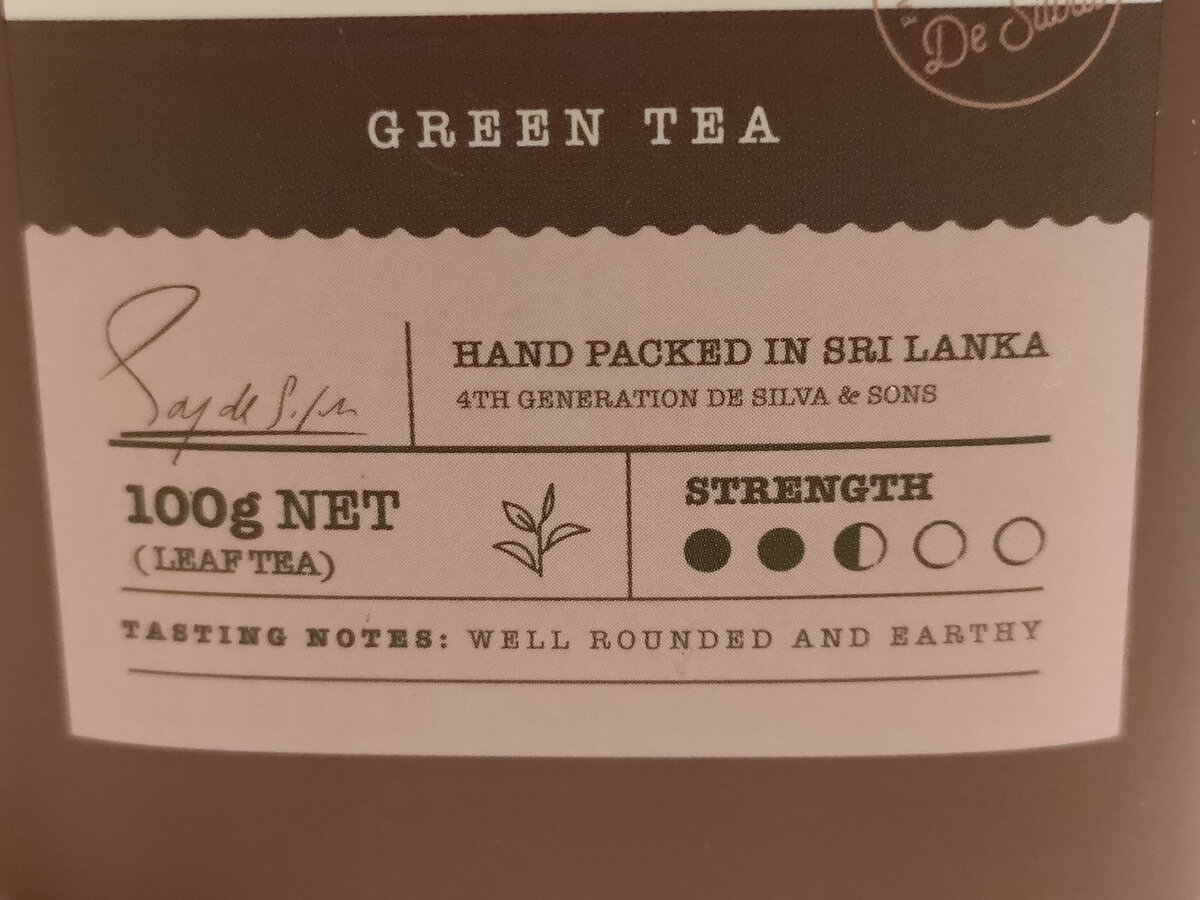 De Silva
GREEN TEA
HAND PACKED IN SRI LANKA
4TH GENERATION DE SILVA & SONS
100g NET
(LEAF TEA)
STRENGTH
TASTING NOTES: WELL ROUNDED AND EARTHY